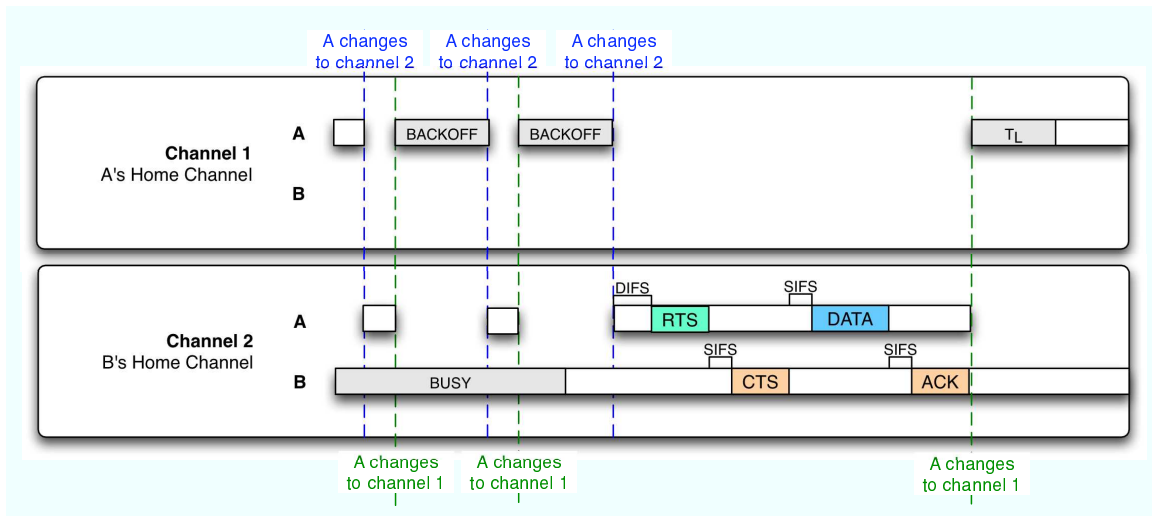 A changes
to channel 2
A changes
to channel 2
A changes
to channel 2
Channel 1
A's Home Channel
A
BACKOFF
BACKOFF
TL
B
Channel 2
B's Home Channel
A
DIFS
RTS
SIFS
DATA
B
BUSY
SIFS
CTS
SIFS
ACK
A changes
to channel 1
A changes
to channel 1
A changes
to channel 1